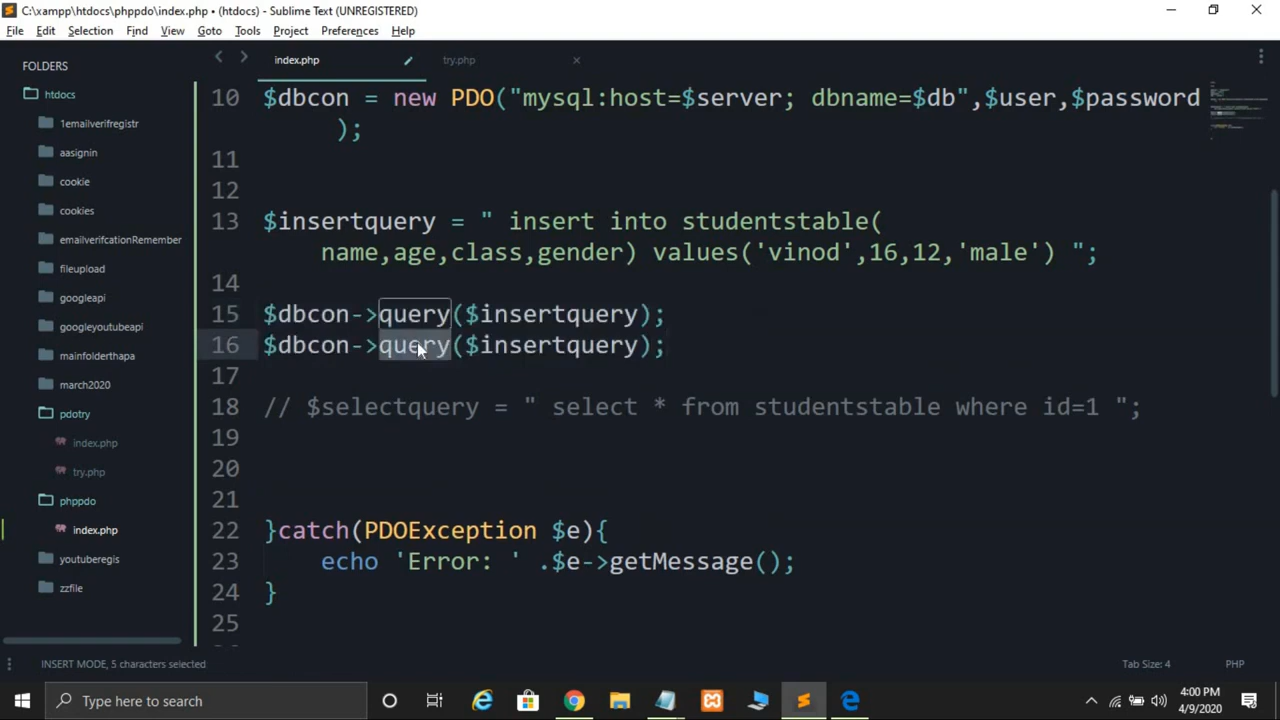 C:\xampp\htdocs\phppdo\index.php • (htdocs) - Sublime Text (UNREGISTERED)
File Edit Selection Find View Goto Tools Project Preferences Help
FOLDERS
htdocs
1emailverifregistr
aasignin
cookie
cookies
emailverifcationRemember
fileupload
googleapi
googleyoutubeapi
mainfolderthapa
march2020
pdotry
index.php
try.php
phppdo
index.php
youtuberegis
zzfile
index.php try.php
10 $dbcon = new PDO("mysql:host=$server; dbname=$db",$user,$password
);
11
12
13 $insertquery = " insert into studentstable(
name,age,class,gender) values('vinod',16,12,'male') ";
14
15 $dbcon->query($insertquery);
16 $dbcon->query($insertquery);
17
18 // $selectquery = " select * from studentstable where id=1 ";
19
20
21
22 }catch(PDOException $e){
23 echo 'Error: ' .$e->getMessage();
24 }
25
INSERT MODE, 5 characters selected Tab Size: 4 PHP
Type here to search
4:00 PM
4/9/2020